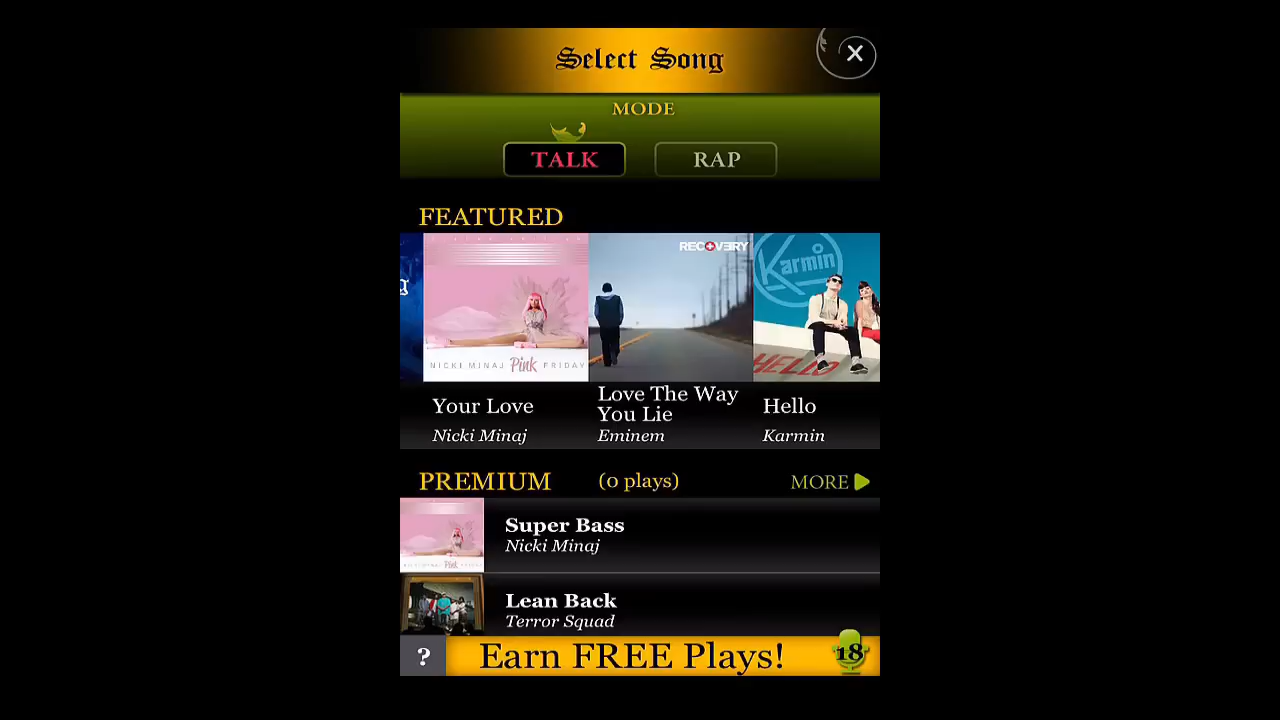 Select Song
MODE
TALK RAP
FEATURED
RECOVERY
Karmin
g
NICKI MINAJ Pink FRIDAY
HELLO
Your Love
Nicki Minaj
Love The Way
You Lie
Eminem
Hello
Karmin
PREMIUM (0 plays) MORE
Super Bass
Nicki Minaj
Lean Back
Terror Squad
? Earn FREE Plays! 18